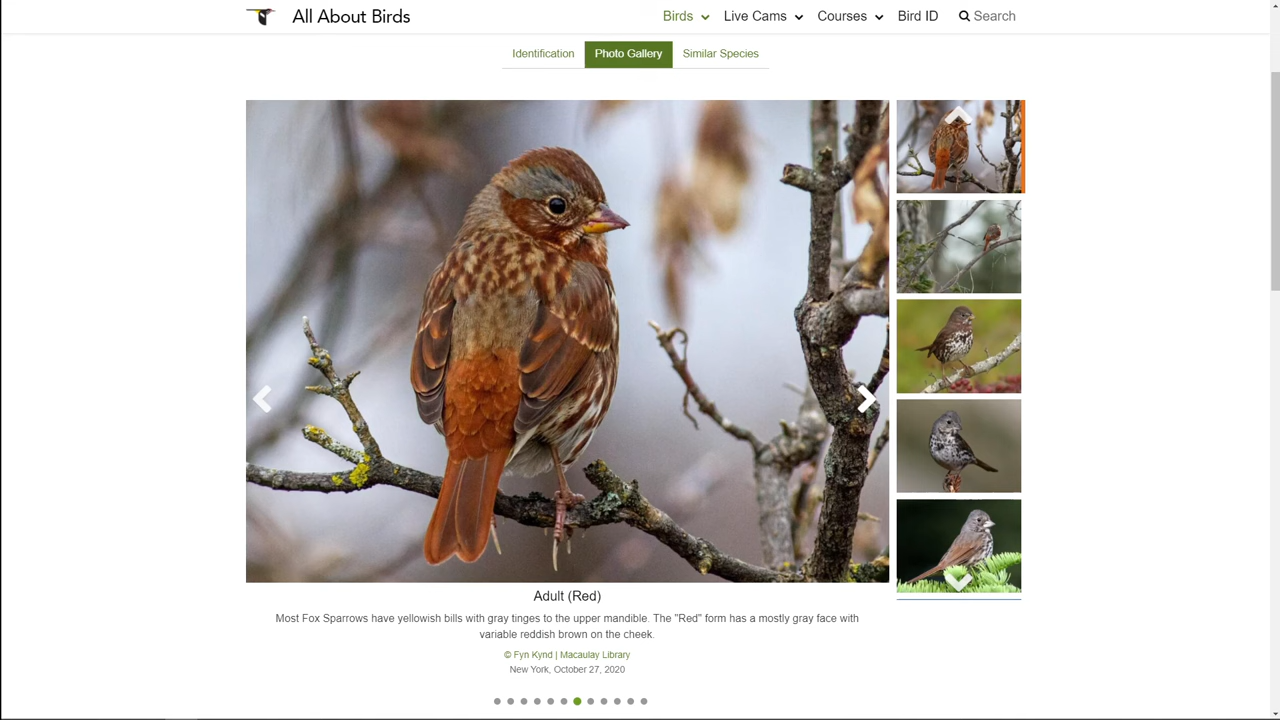 All About Birds
Birds
Live Cams
Courses
Bird ID
Search
Identification
Photo Gallery
Similar Species
Adult (Red)
Most Fox Sparrows have yellowish bills with gray tinges to the upper mandible. The "Red" form has a mostly gray face with
variable reddish brown on the cheek.
© Fyn Kynd | Macaulay Library
New York, October 27, 2020